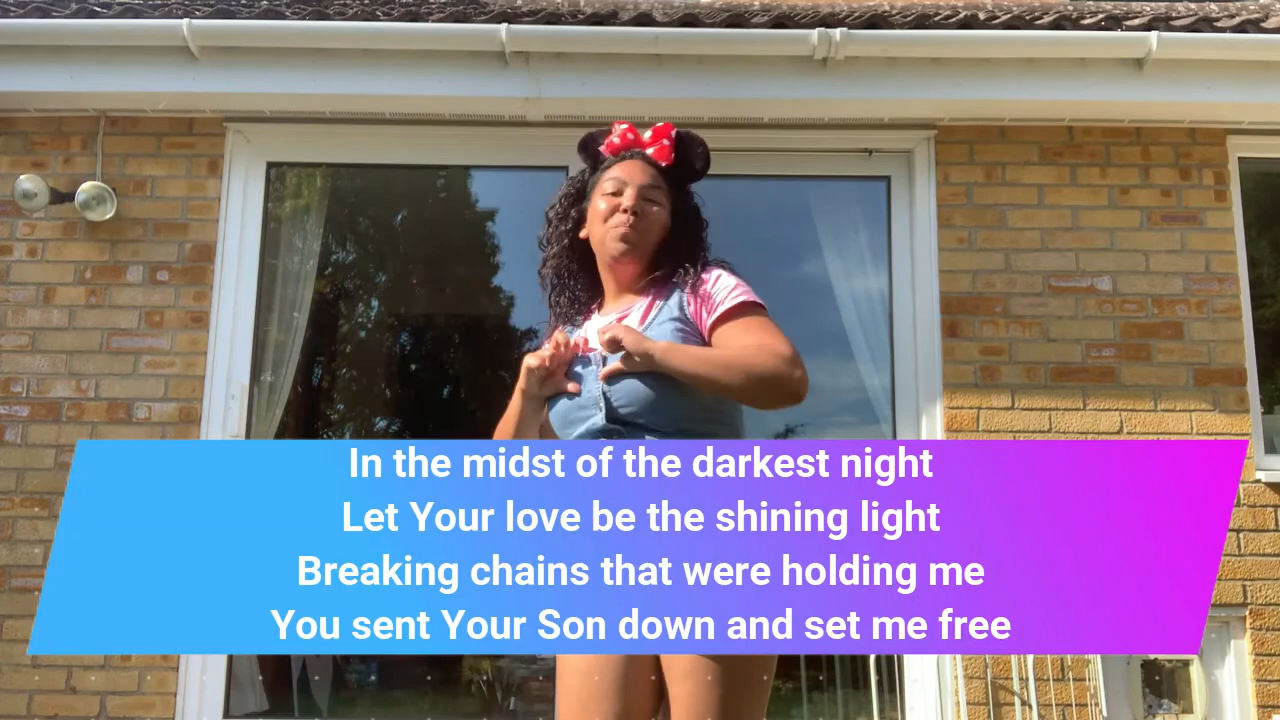 In the midst of the darkest night
Let Your love be the shining light
Breaking chains that were holding me
You sent Your Son down and set me free